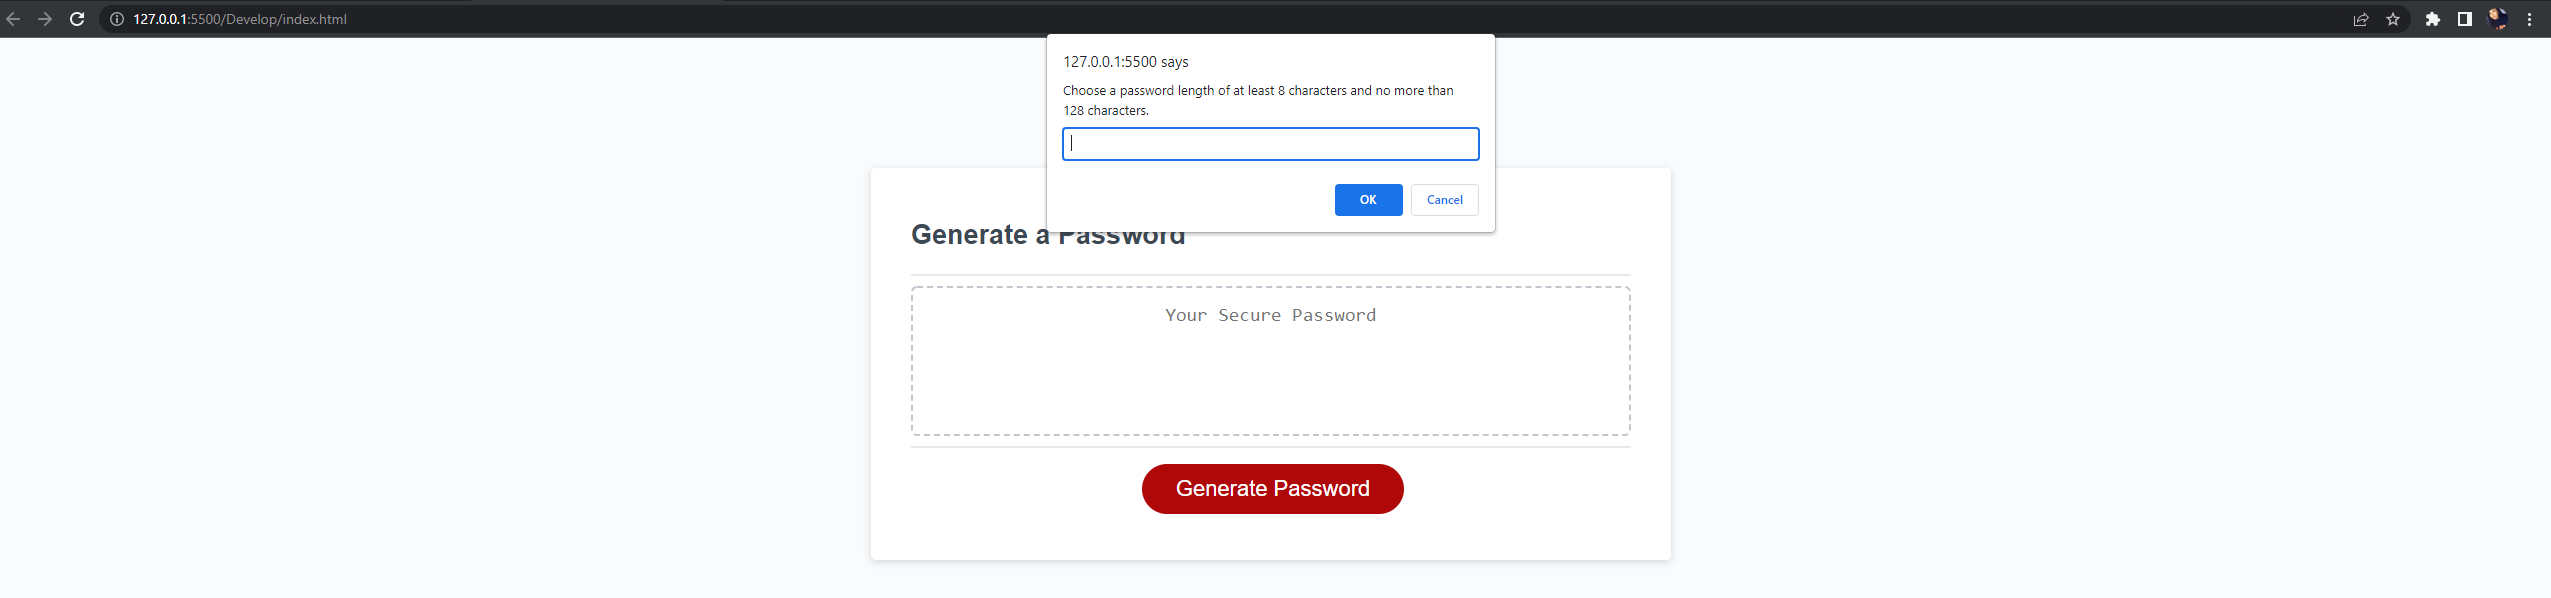 127.0.0.1:5500/Develop/index.html
127.0.0.1:5500 says
Choose a password length of at least 8 characters and no more than
128 characters.
OK
Cancel
Generate a Password
Your Secure Password
Generate Password